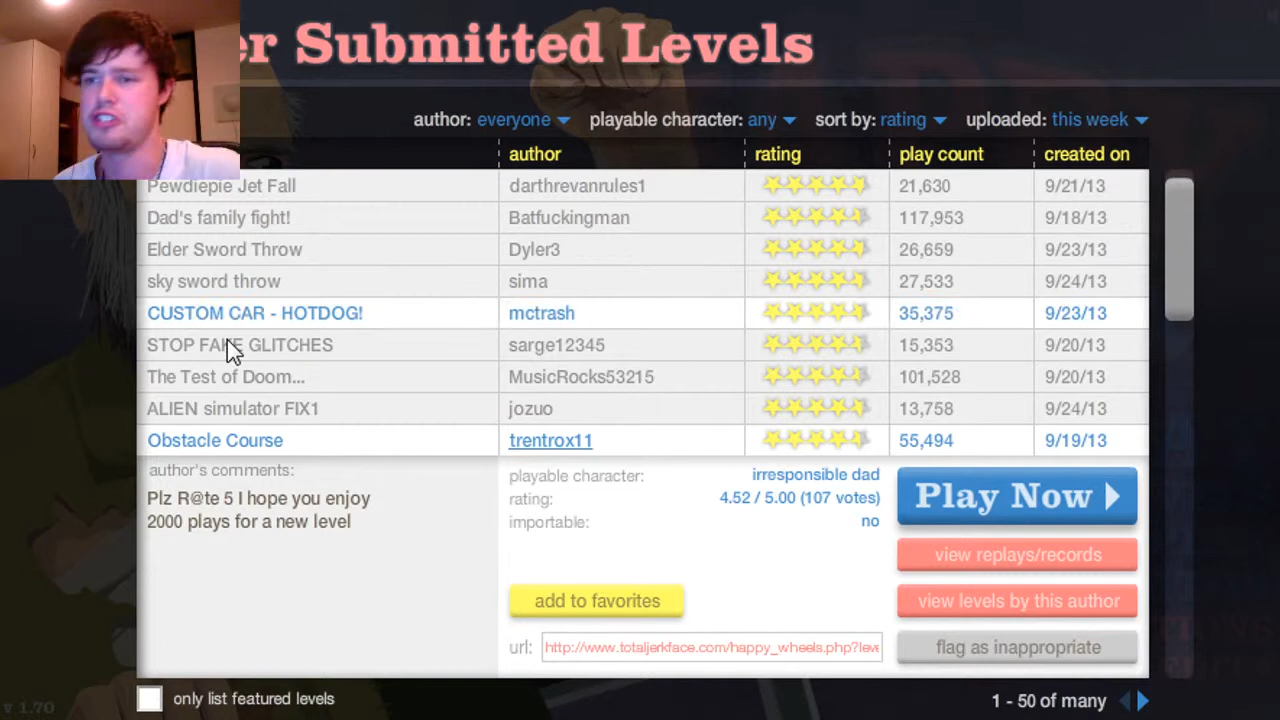 er Submitted Levels
author: everyone playable character: any sort by: rating uploaded: this week
author rating play count created on
Pewdiepie Jet Fall darthrevanrules1 21,630 9/21/13
Dad's family fight! Batfuckingman 117,953 9/18/13
Elder Sword Throw Dyler3 26,659 9/23/13
sky sword throw sima 27,533 9/24/13
CUSTOM CAR - HOTDOG! mctrash 35,375 9/23/13
STOP FAKE GLITCHES sarge12345 15,353 9/20/13
The Test of Doom... MusicRocks53215 101,528 9/20/13
ALIEN simulator FIX1 jozuo 13,758 9/24/13
Obstacle Course trentrox11 55,494 9/19/13
author's comments:
Plz R@te 5 I hope you enjoy
2000 plays for a new level
playable character: irresponsible dad
rating: 4.52 / 5.00 (107 votes)
importable: no
Play Now
view replays/records
add to favorites
view levels by this author
url: http://www.totaljerkface.com/happy_wheels.php?leve
flag as inappropriate
only list featured levels
1 - 50 of many
v 1.70